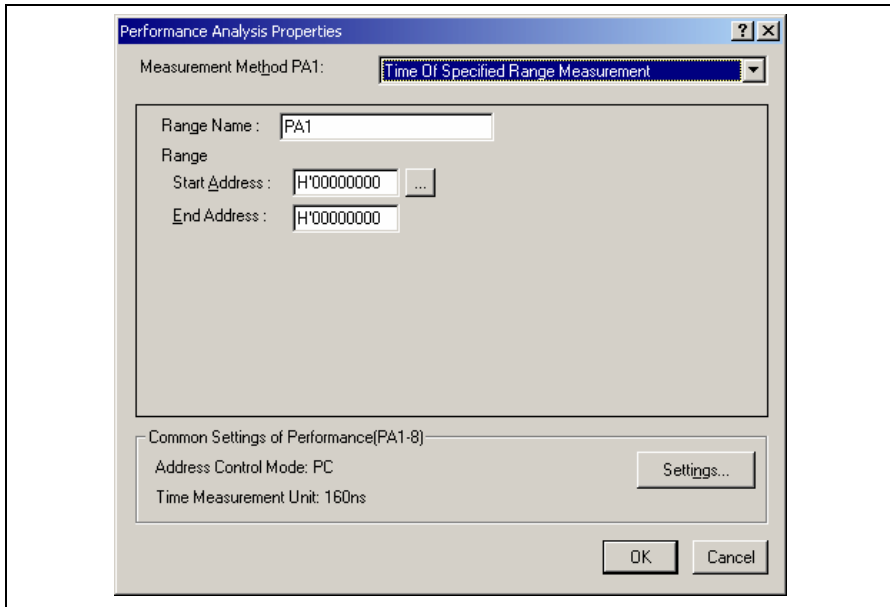 Performance Analysis Properties
Measurement Method PA1: Time Of Specified Range Measurement
Range Name : PA1
Range
Start Address : H'00000000 ...
End Address : H'00000000
Common Settings of Performance(PA1-8)
Address Control Mode: PC
Settings...
Time Measurement Unit: 160ns
OK Cancel